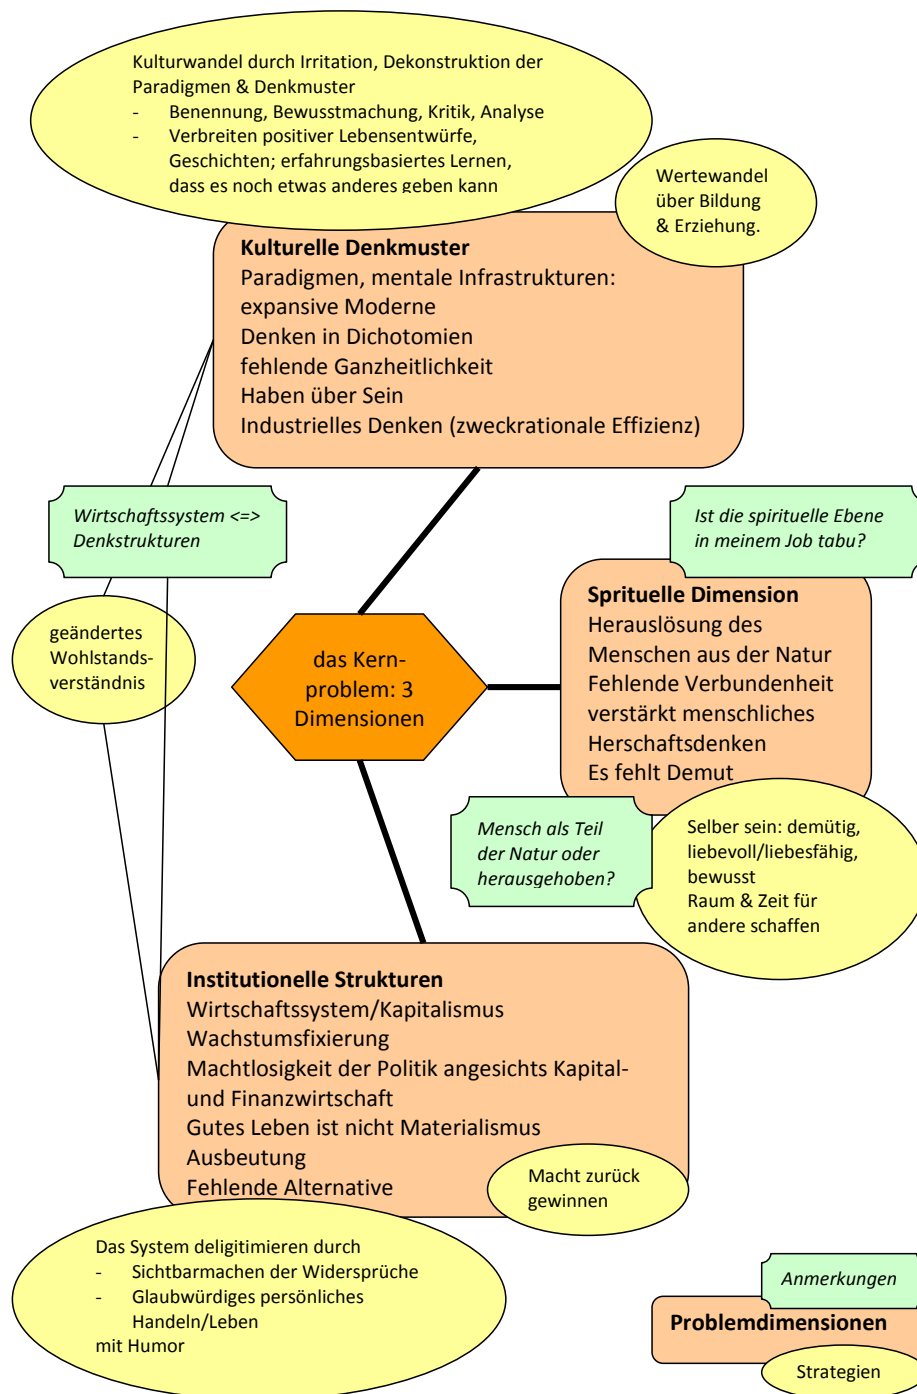 Kulturwandel durch Irritation, Dekonstruktion der
Paradigmen & Denkmuster
- Benennung, Bewusstmachung, Kritik, Analyse
- Verbreiten positiver Lebensentwürfe,
Geschichten; erfahrungsbasiertes Lernen,
dass es noch etwas anderes geben kann
Wertewandel
über Bildung
& Erziehung.
Kulturelle Denkmuster
Paradigmen, mentale Infrastrukturen:
expansive Moderne
Denken in Dichotomien
fehlende Ganzheitlichkeit
Haben über Sein
Industrielles Denken (zweckrationale Effizienz)
Wirtschaftssystem <=>
Denkstrukturen
Ist die spirituelle Ebene
in meinem Job tabu?
geändertes
Wohlstands-
verständnis
das Kern-
problem: 3
Dimensionen
Sprituelle Dimension
Herauslösung des
Menschen aus der Natur
Fehlende Verbundenheit
verstärkt menschliches
Herschaftsdenken
Es fehlt Demut
Mensch als Teil
der Natur oder
herausgehoben?
Selber sein: demütig,
liebevoll/liebesfähig,
bewusst
Raum & Zeit für
andere schaffen
Institutionelle Strukturen
Wirtschaftssystem/Kapitalismus
Wachstumsfixierung
Machtlosigkeit der Politik angesichts Kapital-
und Finanzwirtschaft
Gutes Leben ist nicht Materialismus
Ausbeutung
Fehlende Alternative
Macht zurück
gewinnen
Das System deligitimieren durch
- Sichtbarmachen der Widersprüche
- Glaubwürdiges persönliches
Handeln/Leben
mit Humor
Anmerkungen
Problemdimensionen
Strategien